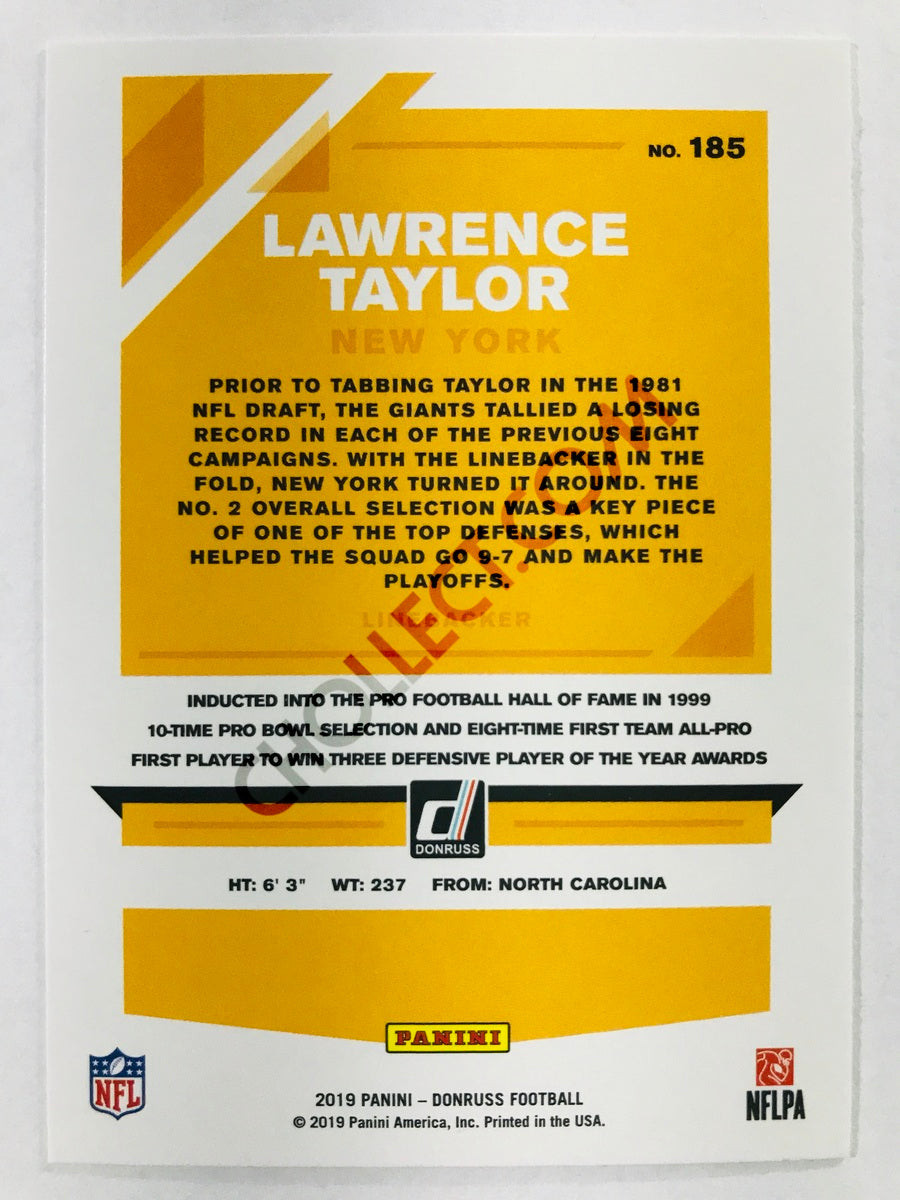 NO. 185
LAWRENCE
TAYLOR
NEW YORK
PRIOR TO TABBING TAYLOR IN THE 1981
NFL DRAFT, THE GIANTS TALLIED A LOSING
RECORD IN EACH OF THE PREVIOUS EIGHT
CAMPAIGNS. WITH THE LINEBACKER IN THE
FOLD, NEW YORK TURNED IT AROUND. THE
NO. 2 OVERALL SELECTION WAS A KEY PIECE
OF ONE OF THE TOP DEFENSES, WHICH
HELPED THE SQUAD GO 9-7 AND MAKE THE
PLAYOFFS.
LINEBACKER
CHOLLECT.COM
INDUCTED INTO THE PRO FOOTBALL HALL OF FAME IN 1999
10-TIME PRO BOWL SELECTION AND EIGHT-TIME FIRST TEAM ALL-PRO
FIRST PLAYER TO WIN THREE DEFENSIVE PLAYER OF THE YEAR AWARDS
d
DONRUSS
HT: 6' 3" WT: 237 FROM: NORTH CAROLINA
PANINI
NFL
NFLPA
2019 PANINI – DONRUSS FOOTBALL
© 2019 Panini America, Inc. Printed in the USA.